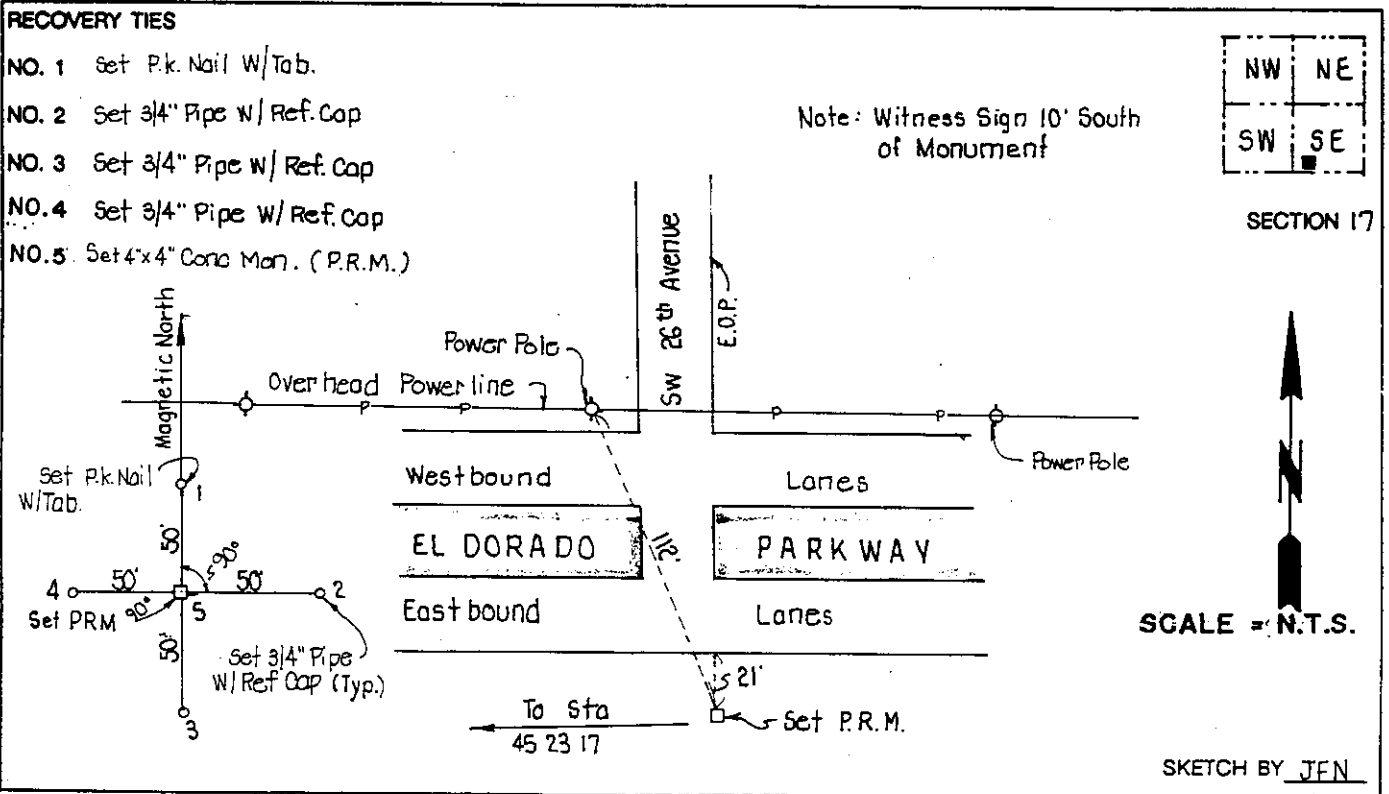 RECOVERY TIES
NO. 1 Set P.k. Nail W/Tab.
NO. 2 Set 3/4" Pipe W/ Ref. Cap
NO. 3 Set 3/4" Pipe W/ Ref. Cap
NO. 4 Set 3/4" Pipe W/ Ref. Cap
NO. 5 Set 4"x4" Conc Mon. (P.R.M.)
Note: Witness Sign 10' South
of Monument
NW NE
SW SE
SECTION 17
Magnetic North
Overhead Powerline
Power Pole
SW 26th Avenue
E.O.P.
P P P P
Power Pole
Set P.k. Nail
W/Tab.
1
50'
90°
4 50' 50' 2
Set PRM 90° 5
50'
Set 3/4" Pipe
W/ Ref Cap (Typ.)
3
Westbound Lanes
EL DORADO PARKWAY
112'
Eastbound Lanes
21'
To Sta
45 23 17
Set P.R.M.
N
SCALE = N.T.S.
SKETCH BY JFN